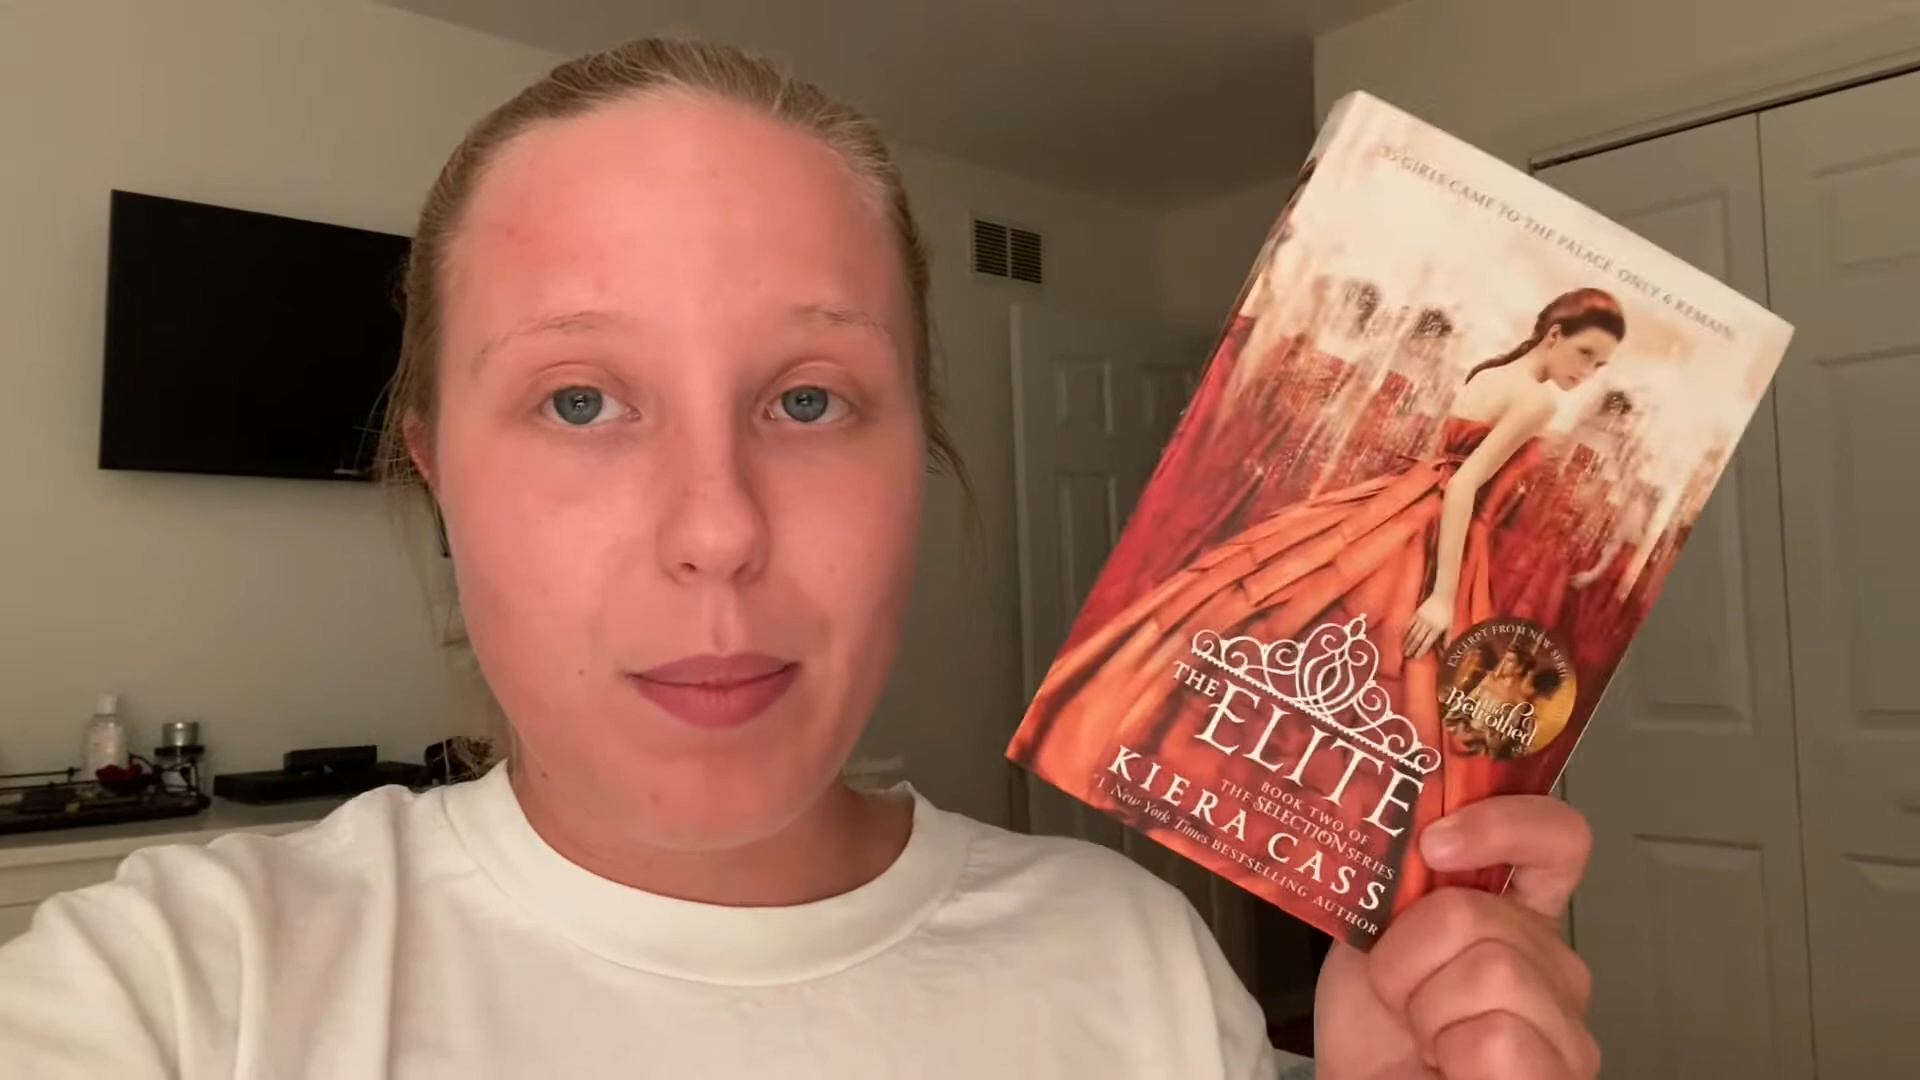 35 GIRLS CAME TO THE PALACE. ONLY 6 REMAIN.
EXCERPT FROM NEW SERIES
The Betrothed
THE
ELITE
BOOK TWO OF
THE SELECTION SERIES
KIERA CASS
#1 New York Times BESTSELLING AUTHOR